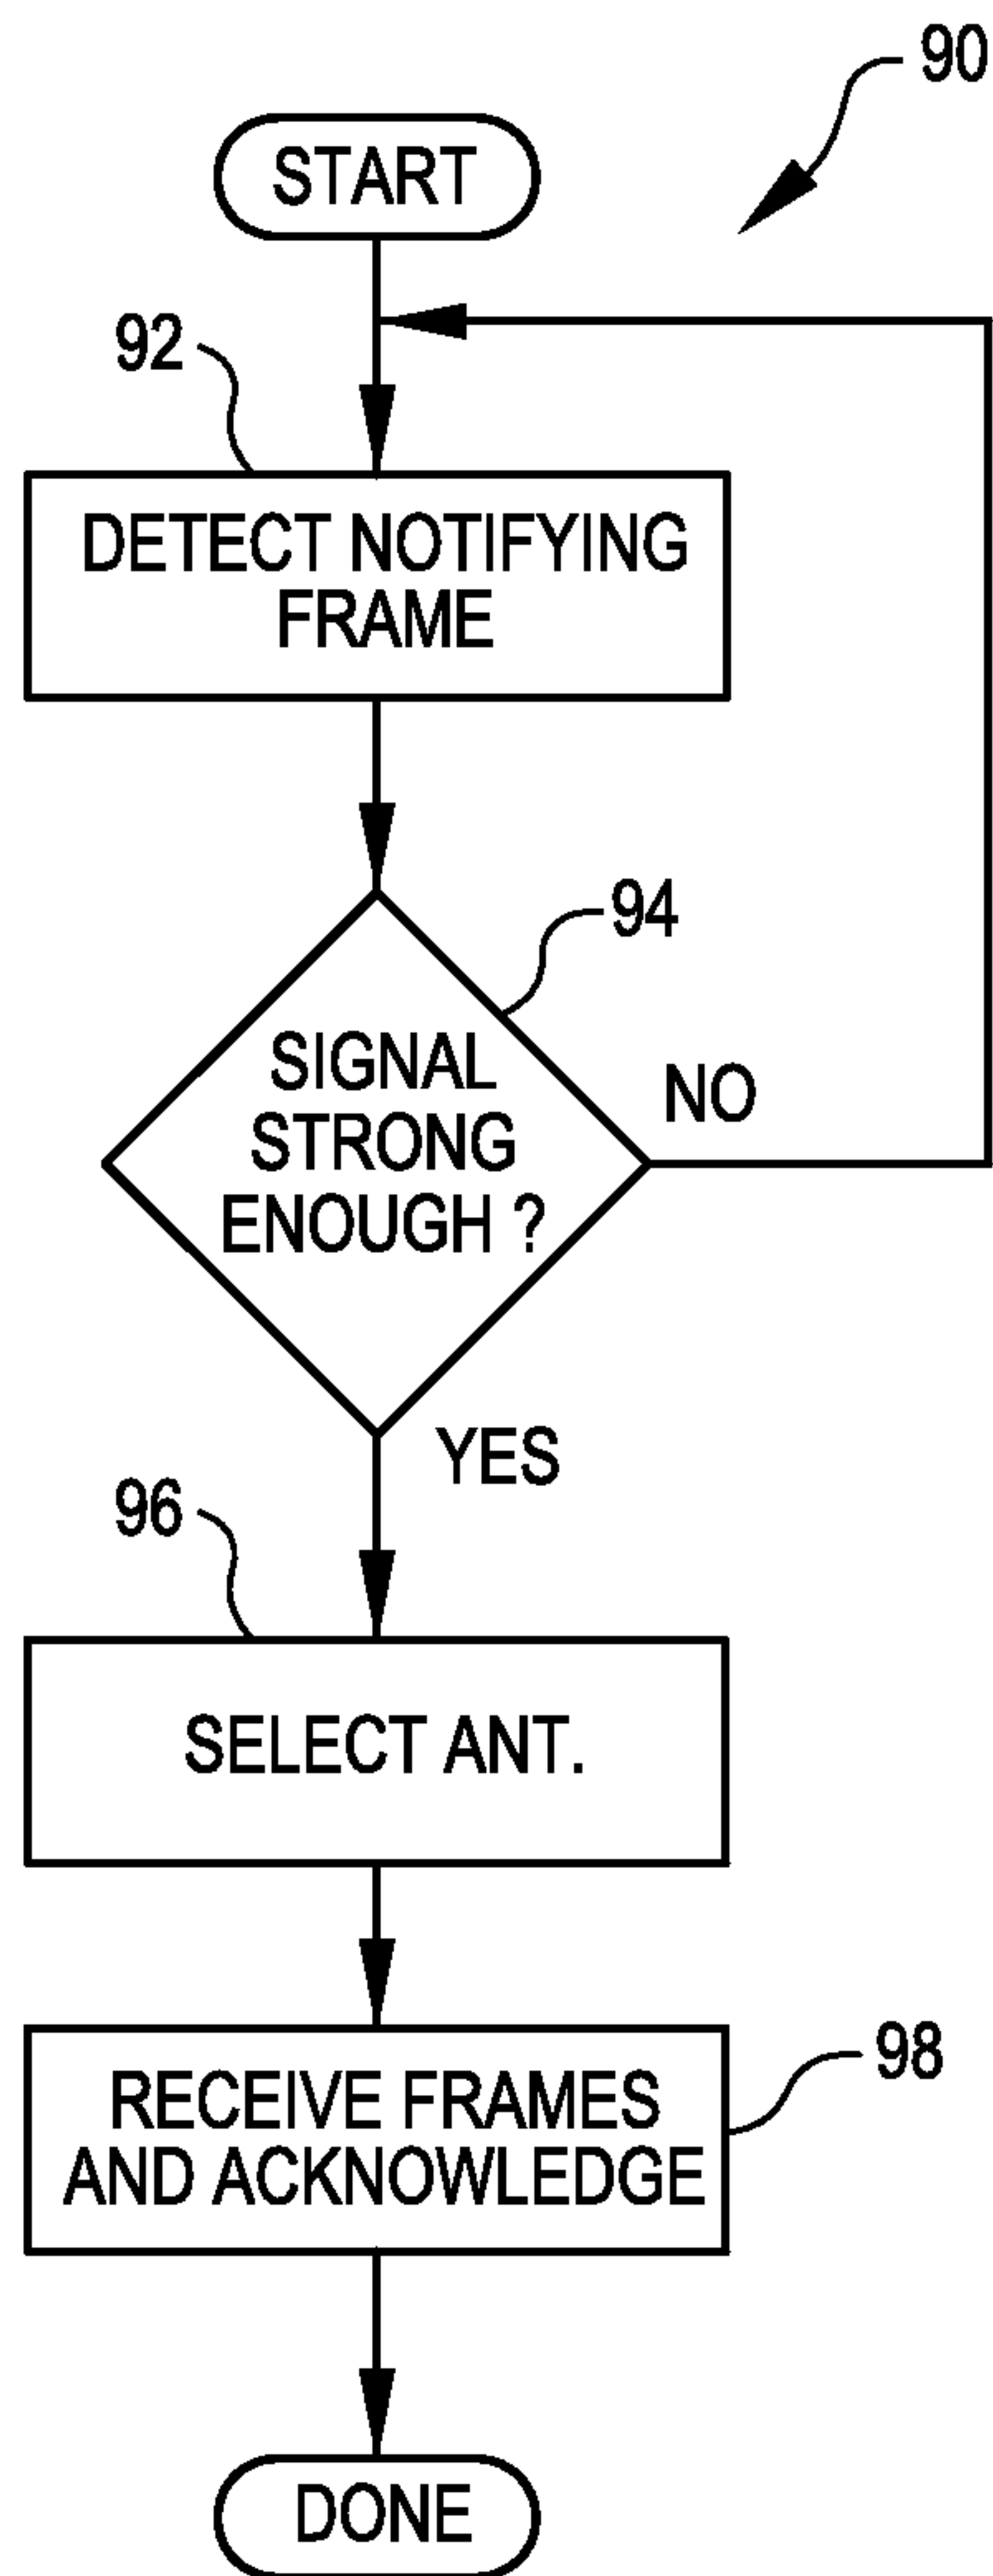 90
START
92
DETECT NOTIFYING
FRAME
94
SIGNAL
STRONG
ENOUGH ?
NO
YES
96
SELECT ANT.
98
RECEIVE FRAMES
AND ACKNOWLEDGE
DONE